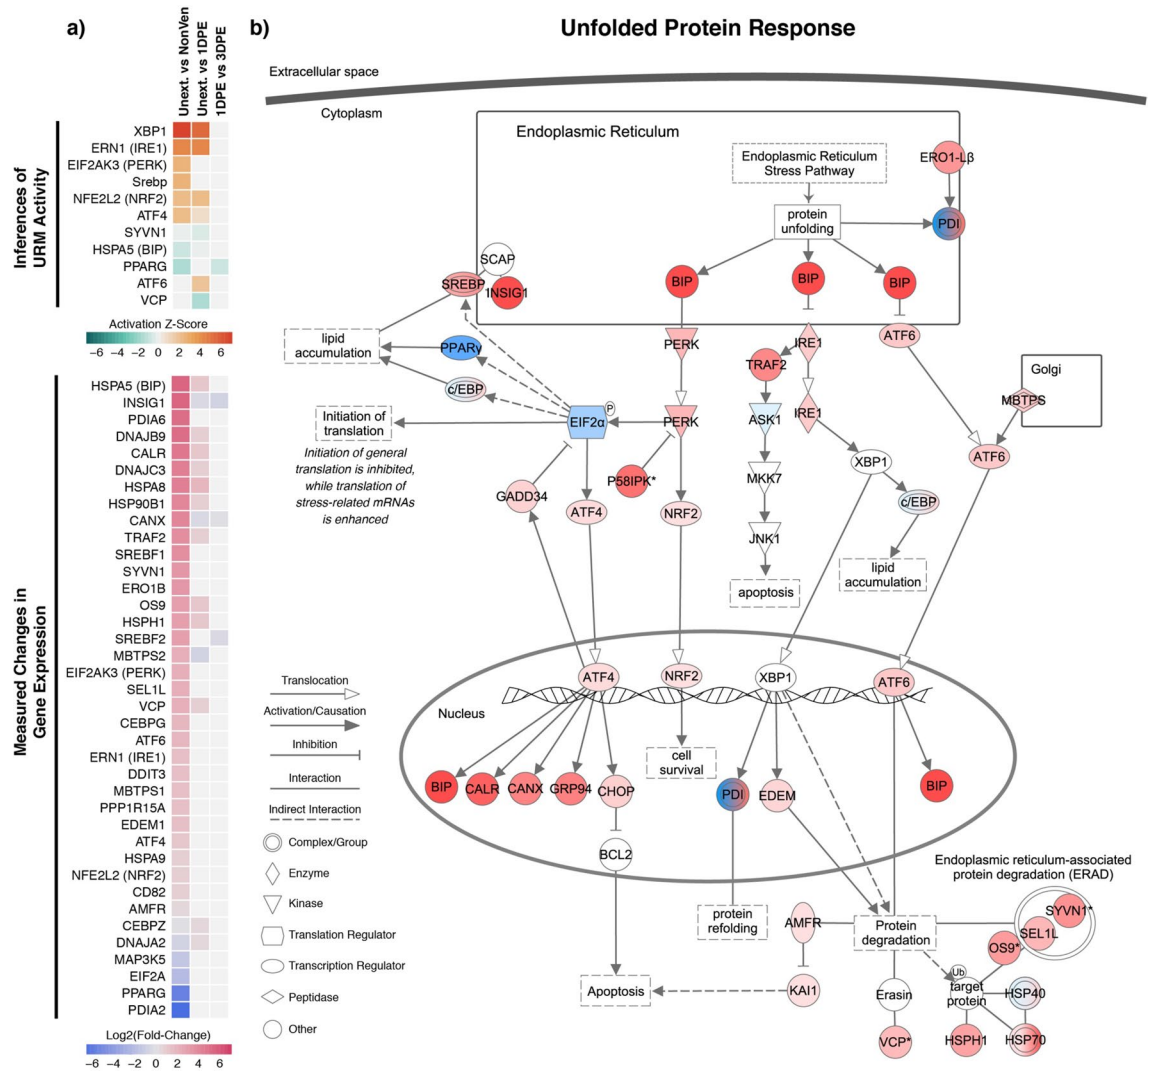 a)
Unext. vs NonVen
Unext. vs 1DPE
1DPE vs 3DPE
Inferences of
URM Activity
XBP1
ERN1 (IRE1)
EIF2AK3 (PERK)
Srebp
NFE2L2 (NRF2)
ATF4
SYVN1
HSPA5 (BIP)
PPARG
ATF6
VCP
Activation Z-Score
−6 −4 −2 0 2 4 6
Measured Changes in
Gene Expression
HSPA5 (BIP)
INSIG1
PDIA6
DNAJB9
CALR
DNAJC3
HSPA8
HSP90B1
CANX
TRAF2
SREBF1
SYVN1
ERO1B
OS9
HSPH1
SREBF2
MBTPS2
EIF2AK3 (PERK)
SEL1L
VCP
CEBPG
ATF6
ERN1 (IRE1)
DDIT3
MBTPS1
PPP1R15A
EDEM1
ATF4
HSPA9
NFE2L2 (NRF2)
CD82
AMFR
CEBPZ
DNAJA2
MAP3K5
EIF2A
PPARG
PDIA2
Log2(Fold-Change)
−6 −4 −2 0 2 4 6
b)
Unfolded Protein Response
Extracellular space
Cytoplasm
Endoplasmic Reticulum
Endoplasmic Reticulum
Stress Pathway
ERO1-Lβ
protein
unfolding
PDI
SCAP
SREBP
INSIG1
BIP
BIP
BIP
lipid
accumulation
PPARγ
c/EBP
PERK
IRE1
TRAF2
ATF6
Golgi
MBTPS
Initiation of
translation
EIF2α
P
PERK
ASK1
IRE1
Initiation of general
translation is inhibited,
while translation of
stress-related mRNAs
is enhanced
XBP1
ATF6
P58IPK*
MKK7
GADD34
ATF4
NRF2
c/EBP
JNK1
lipid
accumulation
apoptosis
Translocation
Activation/Causation
Inhibition
Interaction
Indirect Interaction
Complex/Group
Enzyme
Kinase
Translation Regulator
Transcription Regulator
Peptidase
Other
Nucleus
ATF4
NRF2
XBP1
ATF6
cell
survival
BIP
CALR
CANX
GRP94
CHOP
PDI
EDEM
BIP
BCL2
Endoplasmic reticulum-associated
protein degradation (ERAD)
protein
refolding
AMFR
Protein
degradation
SYVN1*
SEL1L
OS9*
Apoptosis
KAI1
Erasin
Ub
target
protein
HSP40
VCP*
HSPH1
HSP70